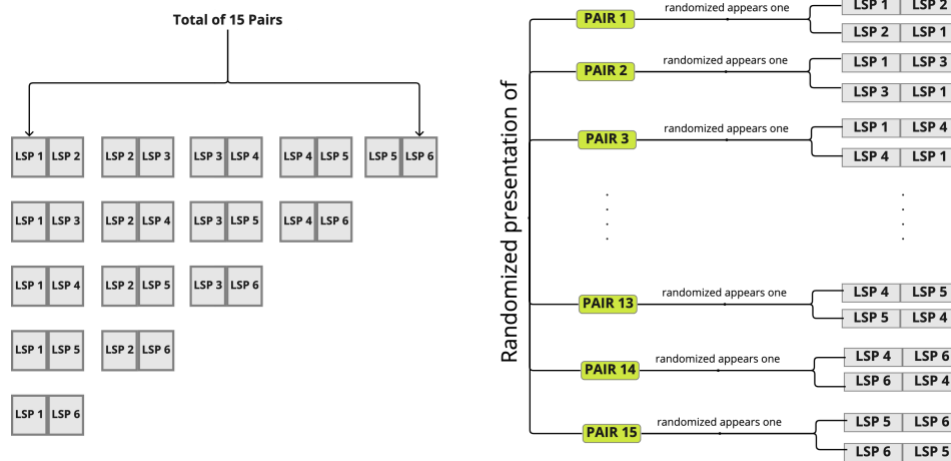 Total of 15 Pairs
LSP 1 LSP 2 LSP 2 LSP 3 LSP 3 LSP 4 LSP 4 LSP 5 LSP 5 LSP 6
LSP 1 LSP 3 LSP 2 LSP 4 LSP 3 LSP 5 LSP 4 LSP 6
LSP 1 LSP 4 LSP 2 LSP 5 LSP 3 LSP 6
LSP 1 LSP 5 LSP 2 LSP 6
LSP 1 LSP 6
Randomized presentation of
PAIR 1 randomized appears one
LSP 1 LSP 2
LSP 2 LSP 1
PAIR 2 randomized appears one
LSP 1 LSP 3
LSP 3 LSP 1
PAIR 3 randomized appears one
LSP 1 LSP 4
LSP 4 LSP 1
PAIR 13 randomized appears one
LSP 4 LSP 5
LSP 5 LSP 4
PAIR 14 randomized appears one
LSP 4 LSP 6
LSP 6 LSP 4
PAIR 15 randomized appears one
LSP 5 LSP 6
LSP 6 LSP 5